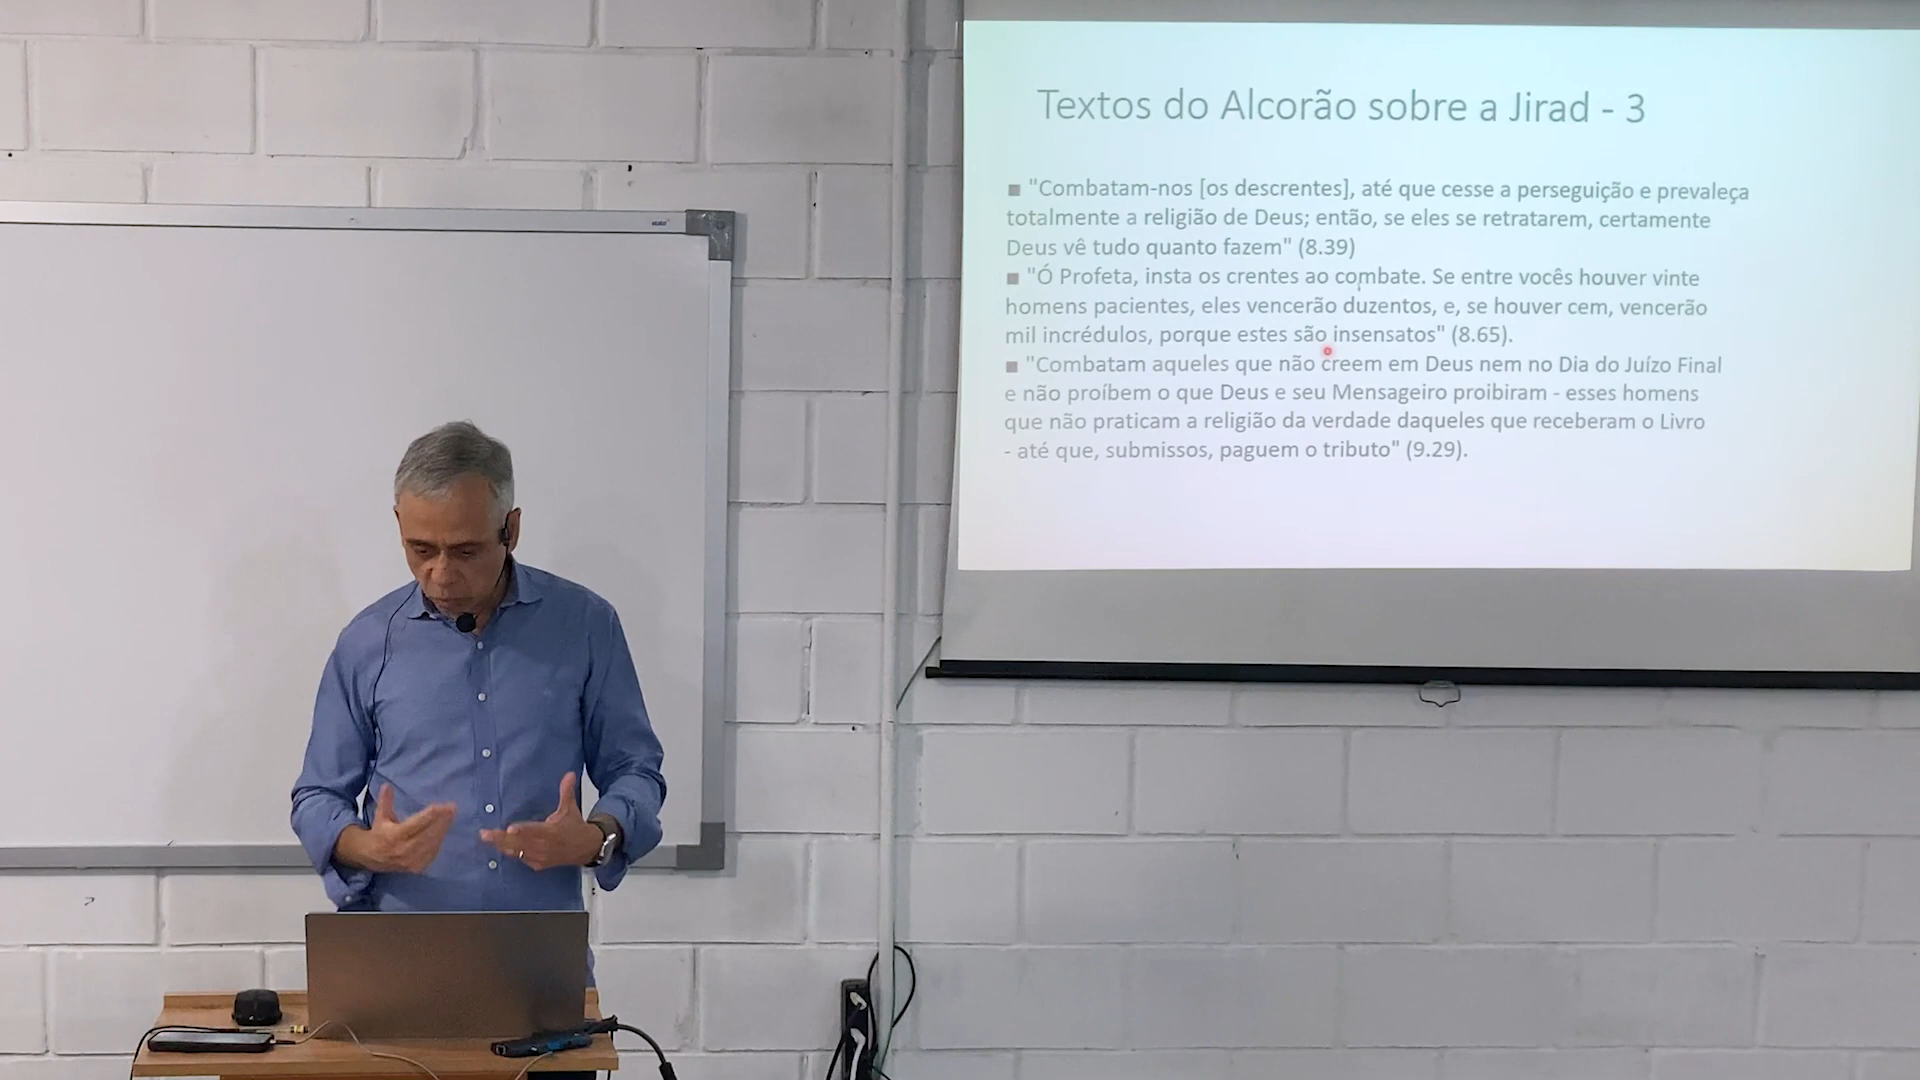 Textos do Alcorão sobre a Jirad - 3
■ "Combatam-nos [os descrentes], até que cesse a perseguição e prevaleça
totalmente a religião de Deus; então, se eles se retratarem, certamente
Deus vê tudo quanto fazem" (8.39)
■ "Ó Profeta, insta os crentes ao combate. Se entre vocês houver vinte
homens pacientes, eles vencerão duzentos, e, se houver cem, vencerão
mil incrédulos, porque estes são insensatos" (8.65).
■ "Combatam aqueles que não creem em Deus nem no Dia do Juízo Final
e não proíbem o que Deus e seu Mensageiro proibiram - esses homens
que não praticam a religião da verdade daqueles que receberam o Livro
- até que, submissos, paguem o tributo" (9.29).